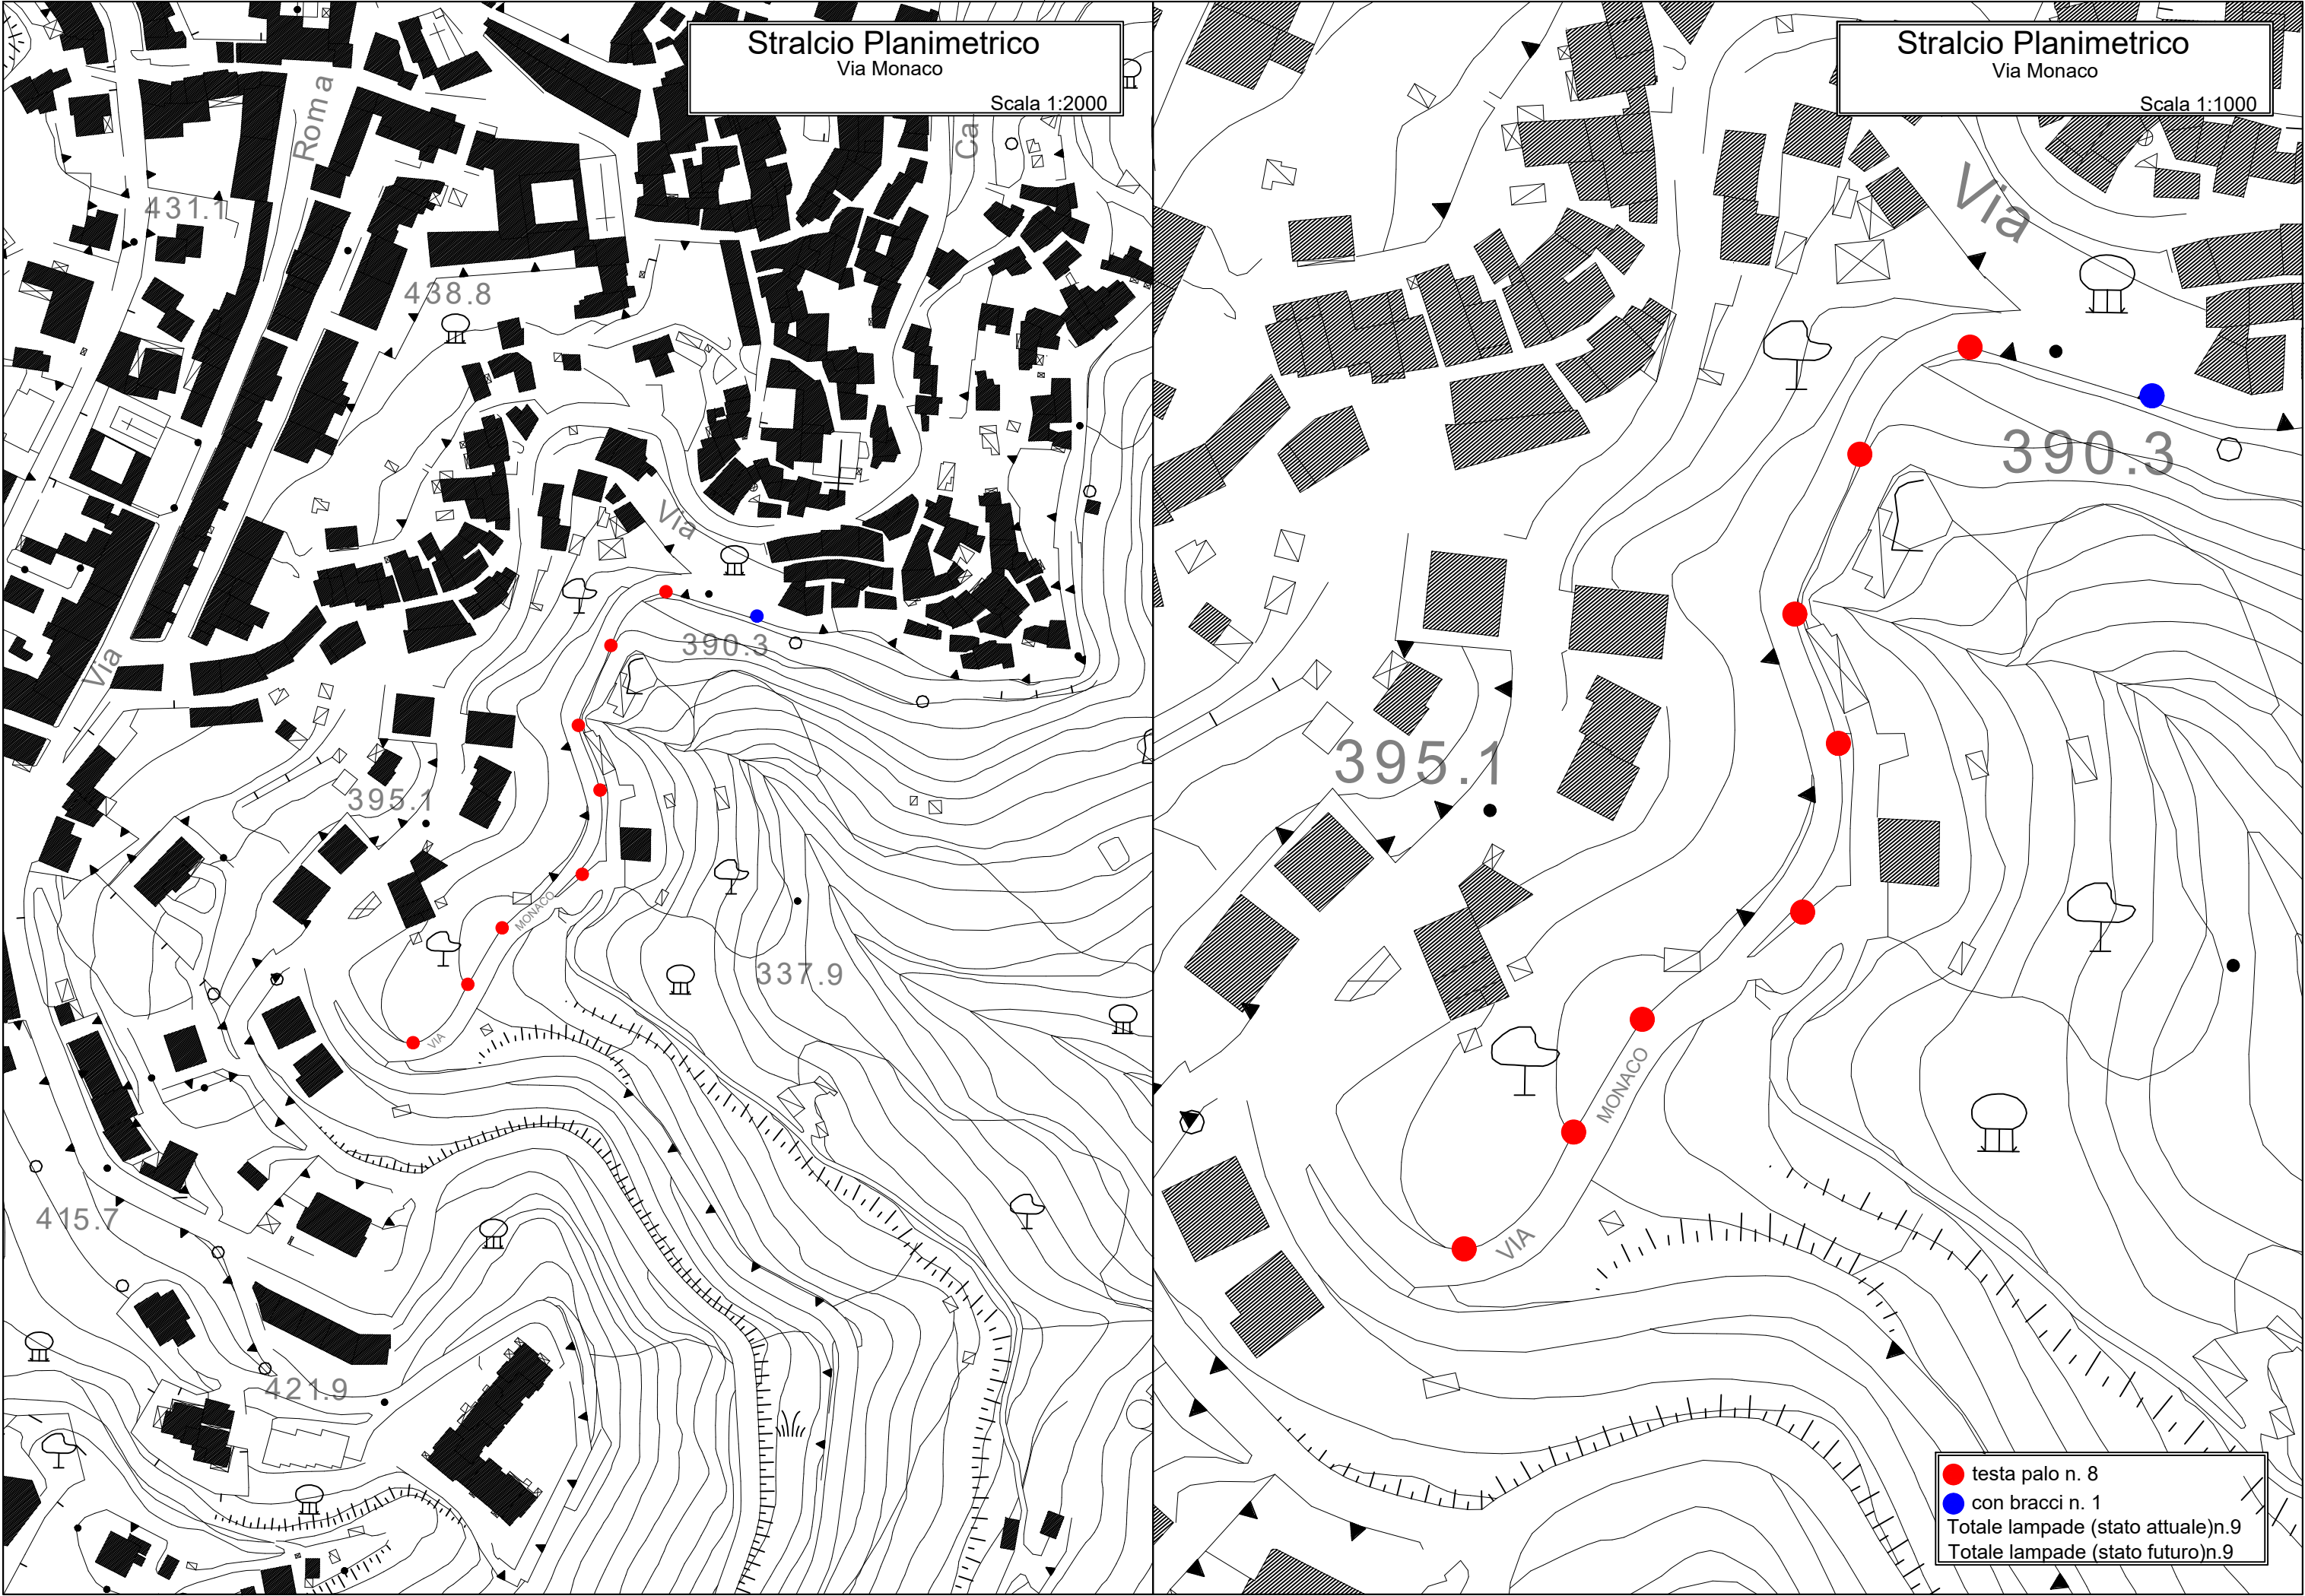 Stralcio Planimetrico
Via Monaco
Scala 1:2000
Roma
Ca
431.1
438.8
Via
390.3
Via
395.1
MONACO
337.9
VIA
415.7
421.9
Stralcio Planimetrico
Via Monaco
Scala 1:1000
Via
390.3
395.1
MONACO
VIA
testa palo n. 8
con bracci n. 1
Totale lampade (stato attuale)n.9
Totale lampade (stato futuro)n.9